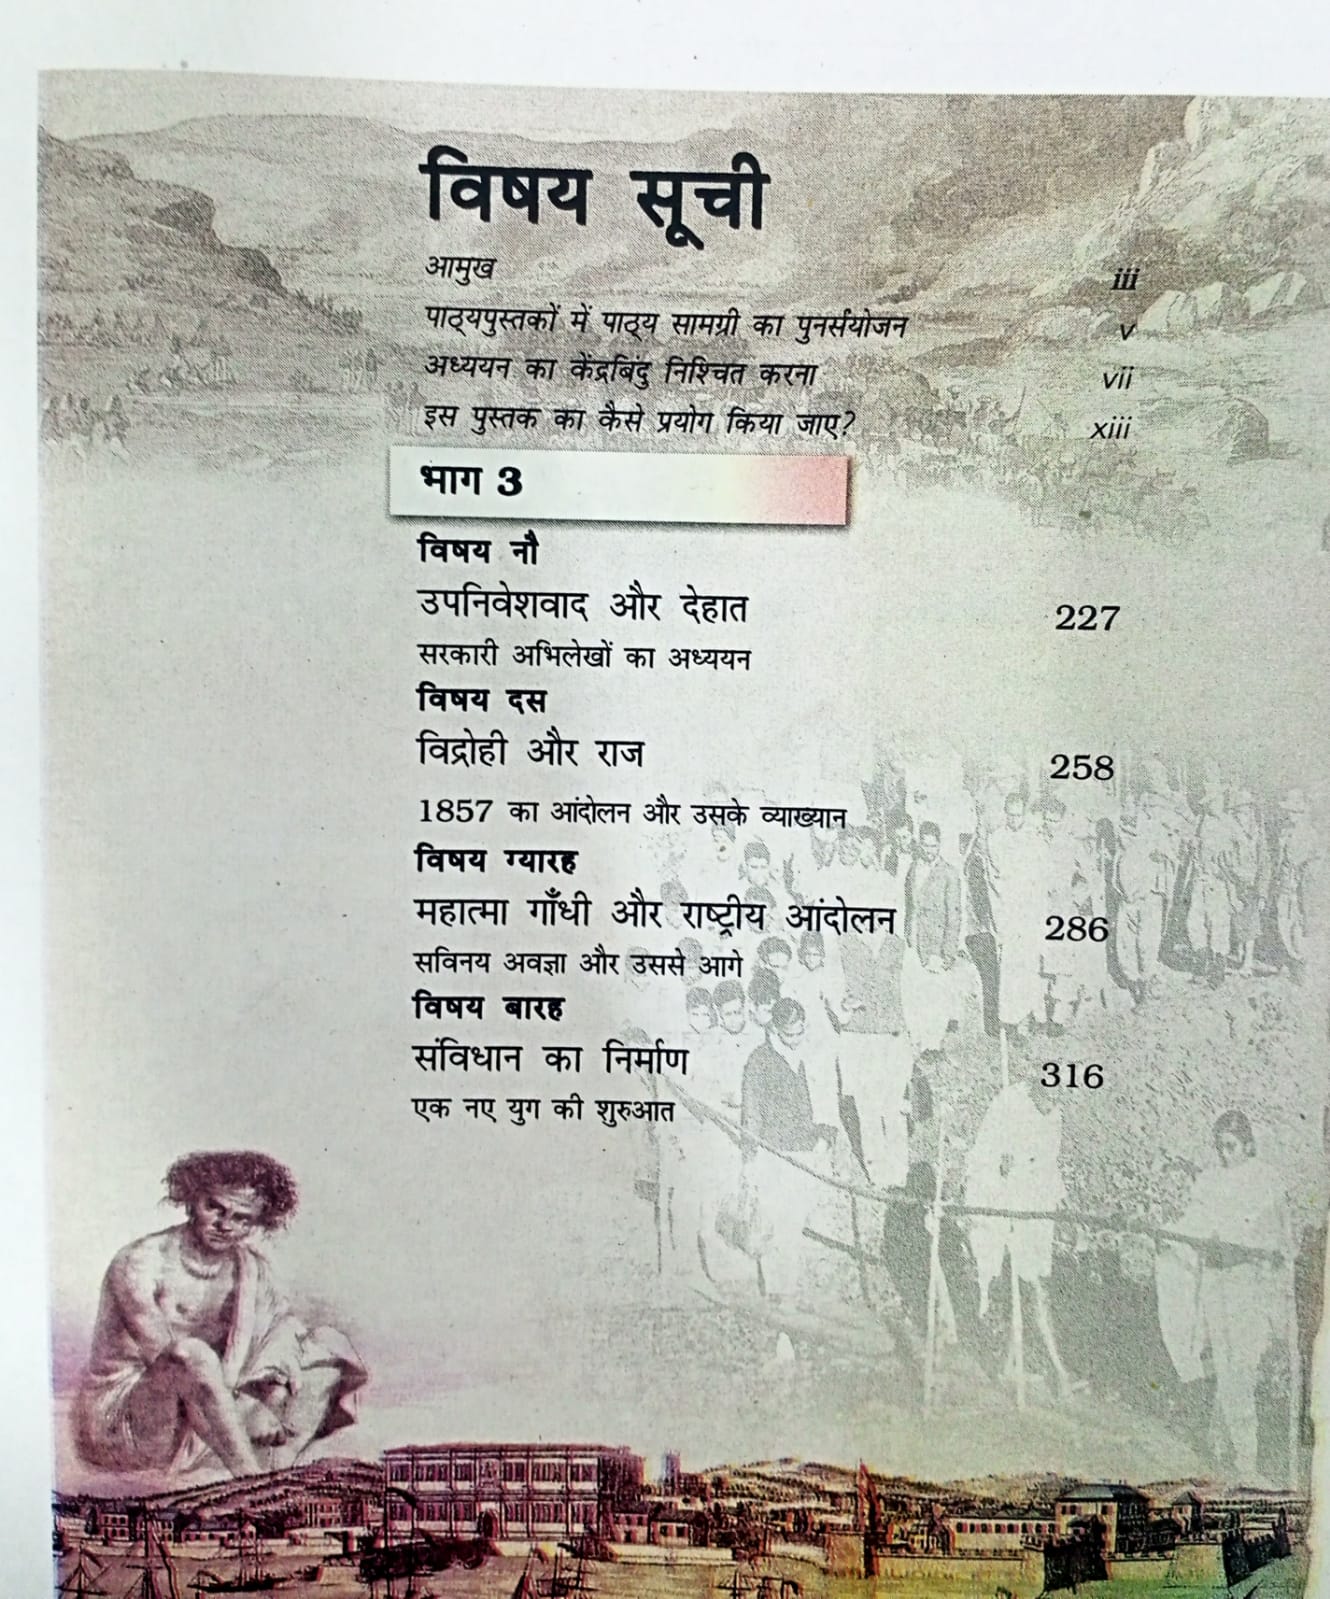 विषय सूची
आमुख iii
पाठ्यपुस्तकों में पाठ्य सामग्री का पुनर्संयोजन v
अध्ययन का केंद्रबिंदु निश्चित करना vii
इस पुस्तक का कैसे प्रयोग किया जाए? xiii
भाग 3
विषय नौ
उपनिवेशवाद और देहात 227
सरकारी अभिलेखों का अध्ययन
विषय दस
विद्रोही और राज 258
1857 का आंदोलन और उसके व्याख्यान
विषय ग्यारह
महात्मा गाँधी और राष्ट्रीय आंदोलन 286
सविनय अवज्ञा और उससे आगे
विषय बारह
संविधान का निर्माण 316
एक नए युग की शुरुआत